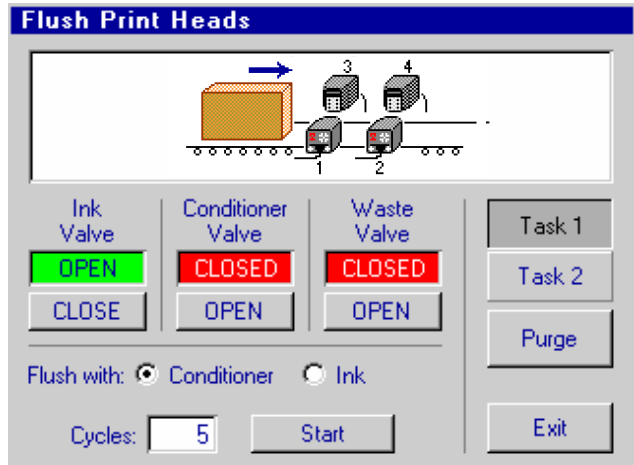 Flush Print Heads
3 4
1 2
Ink Valve
Conditioner Valve
Waste Valve
OPEN CLOSED CLOSED
CLOSE OPEN OPEN
Flush with: Conditioner Ink
Cycles: 5 Start
Task 1
Task 2
Purge
Exit